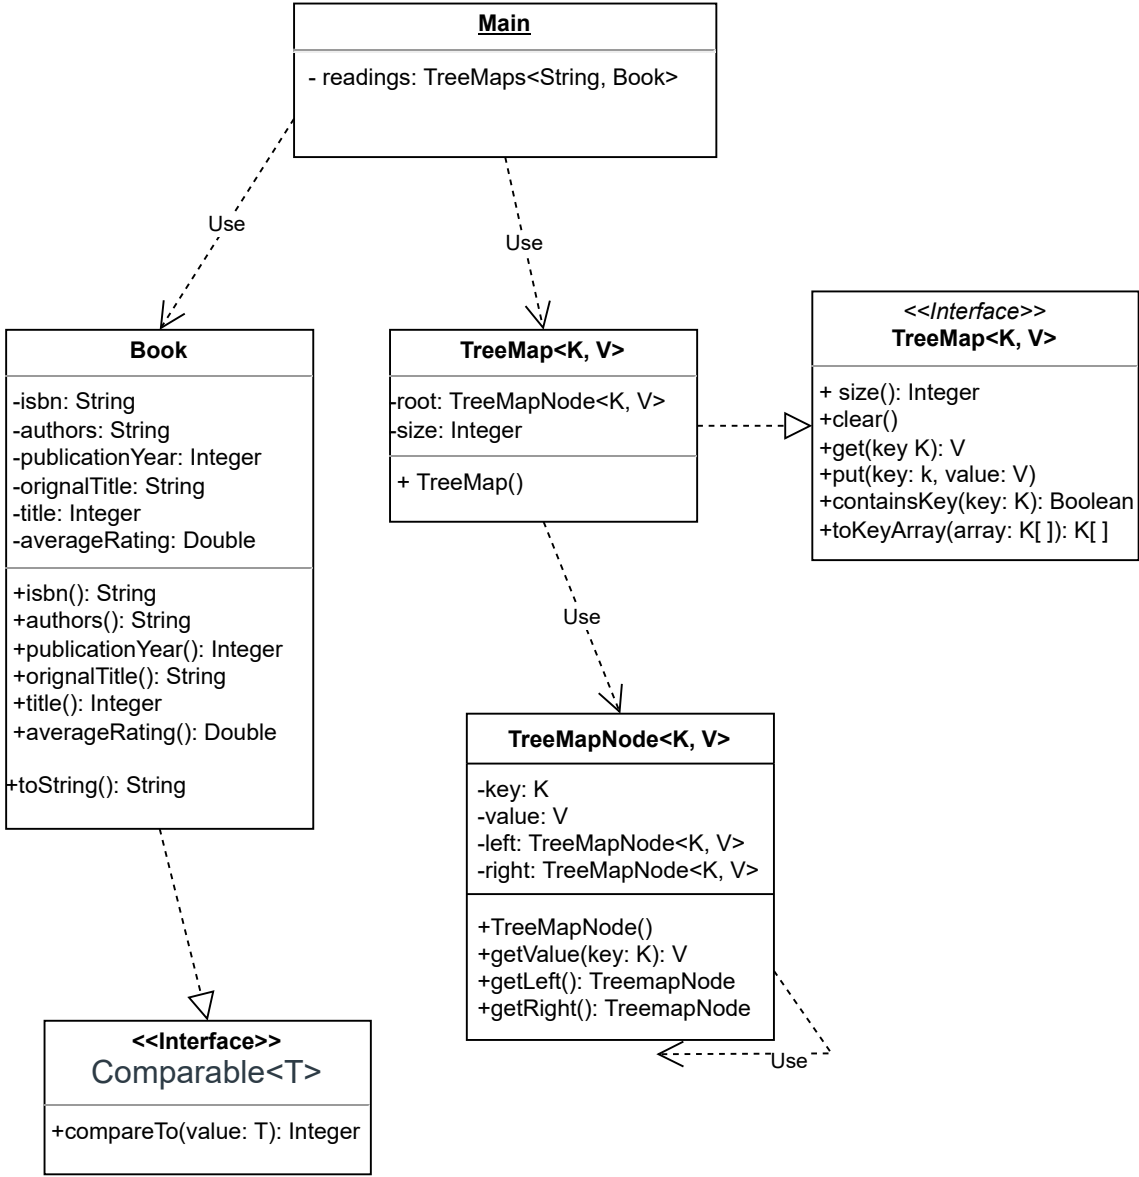 Main
- readings: TreeMaps<String, Book>
Use
Use
Book
-isbn: String
-authors: String
-publicationYear: Integer
-orignalTitle: String
-title: Integer
-averageRating: Double
+isbn(): String
+authors(): String
+publicationYear(): Integer
+orignalTitle(): String
+title(): Integer
+averageRating(): Double
+toString(): String
TreeMap<K, V>
-root: TreeMapNode<K, V>
-size: Integer
+ TreeMap()
<<Interface>>
TreeMap<K, V>
+ size(): Integer
+clear()
+get(key K): V
+put(key: k, value: V)
+containsKey(key: K): Boolean
+toKeyArray(array: K[ ]): K[ ]
Use
TreeMapNode<K, V>
-key: K
-value: V
-left: TreeMapNode<K, V>
-right: TreeMapNode<K, V>
+TreeMapNode()
+getValue(key: K): V
+getLeft(): TreemapNode
+getRight(): TreemapNode
Use
<<Interface>>
Comparable<T>
+compareTo(value: T): Integer